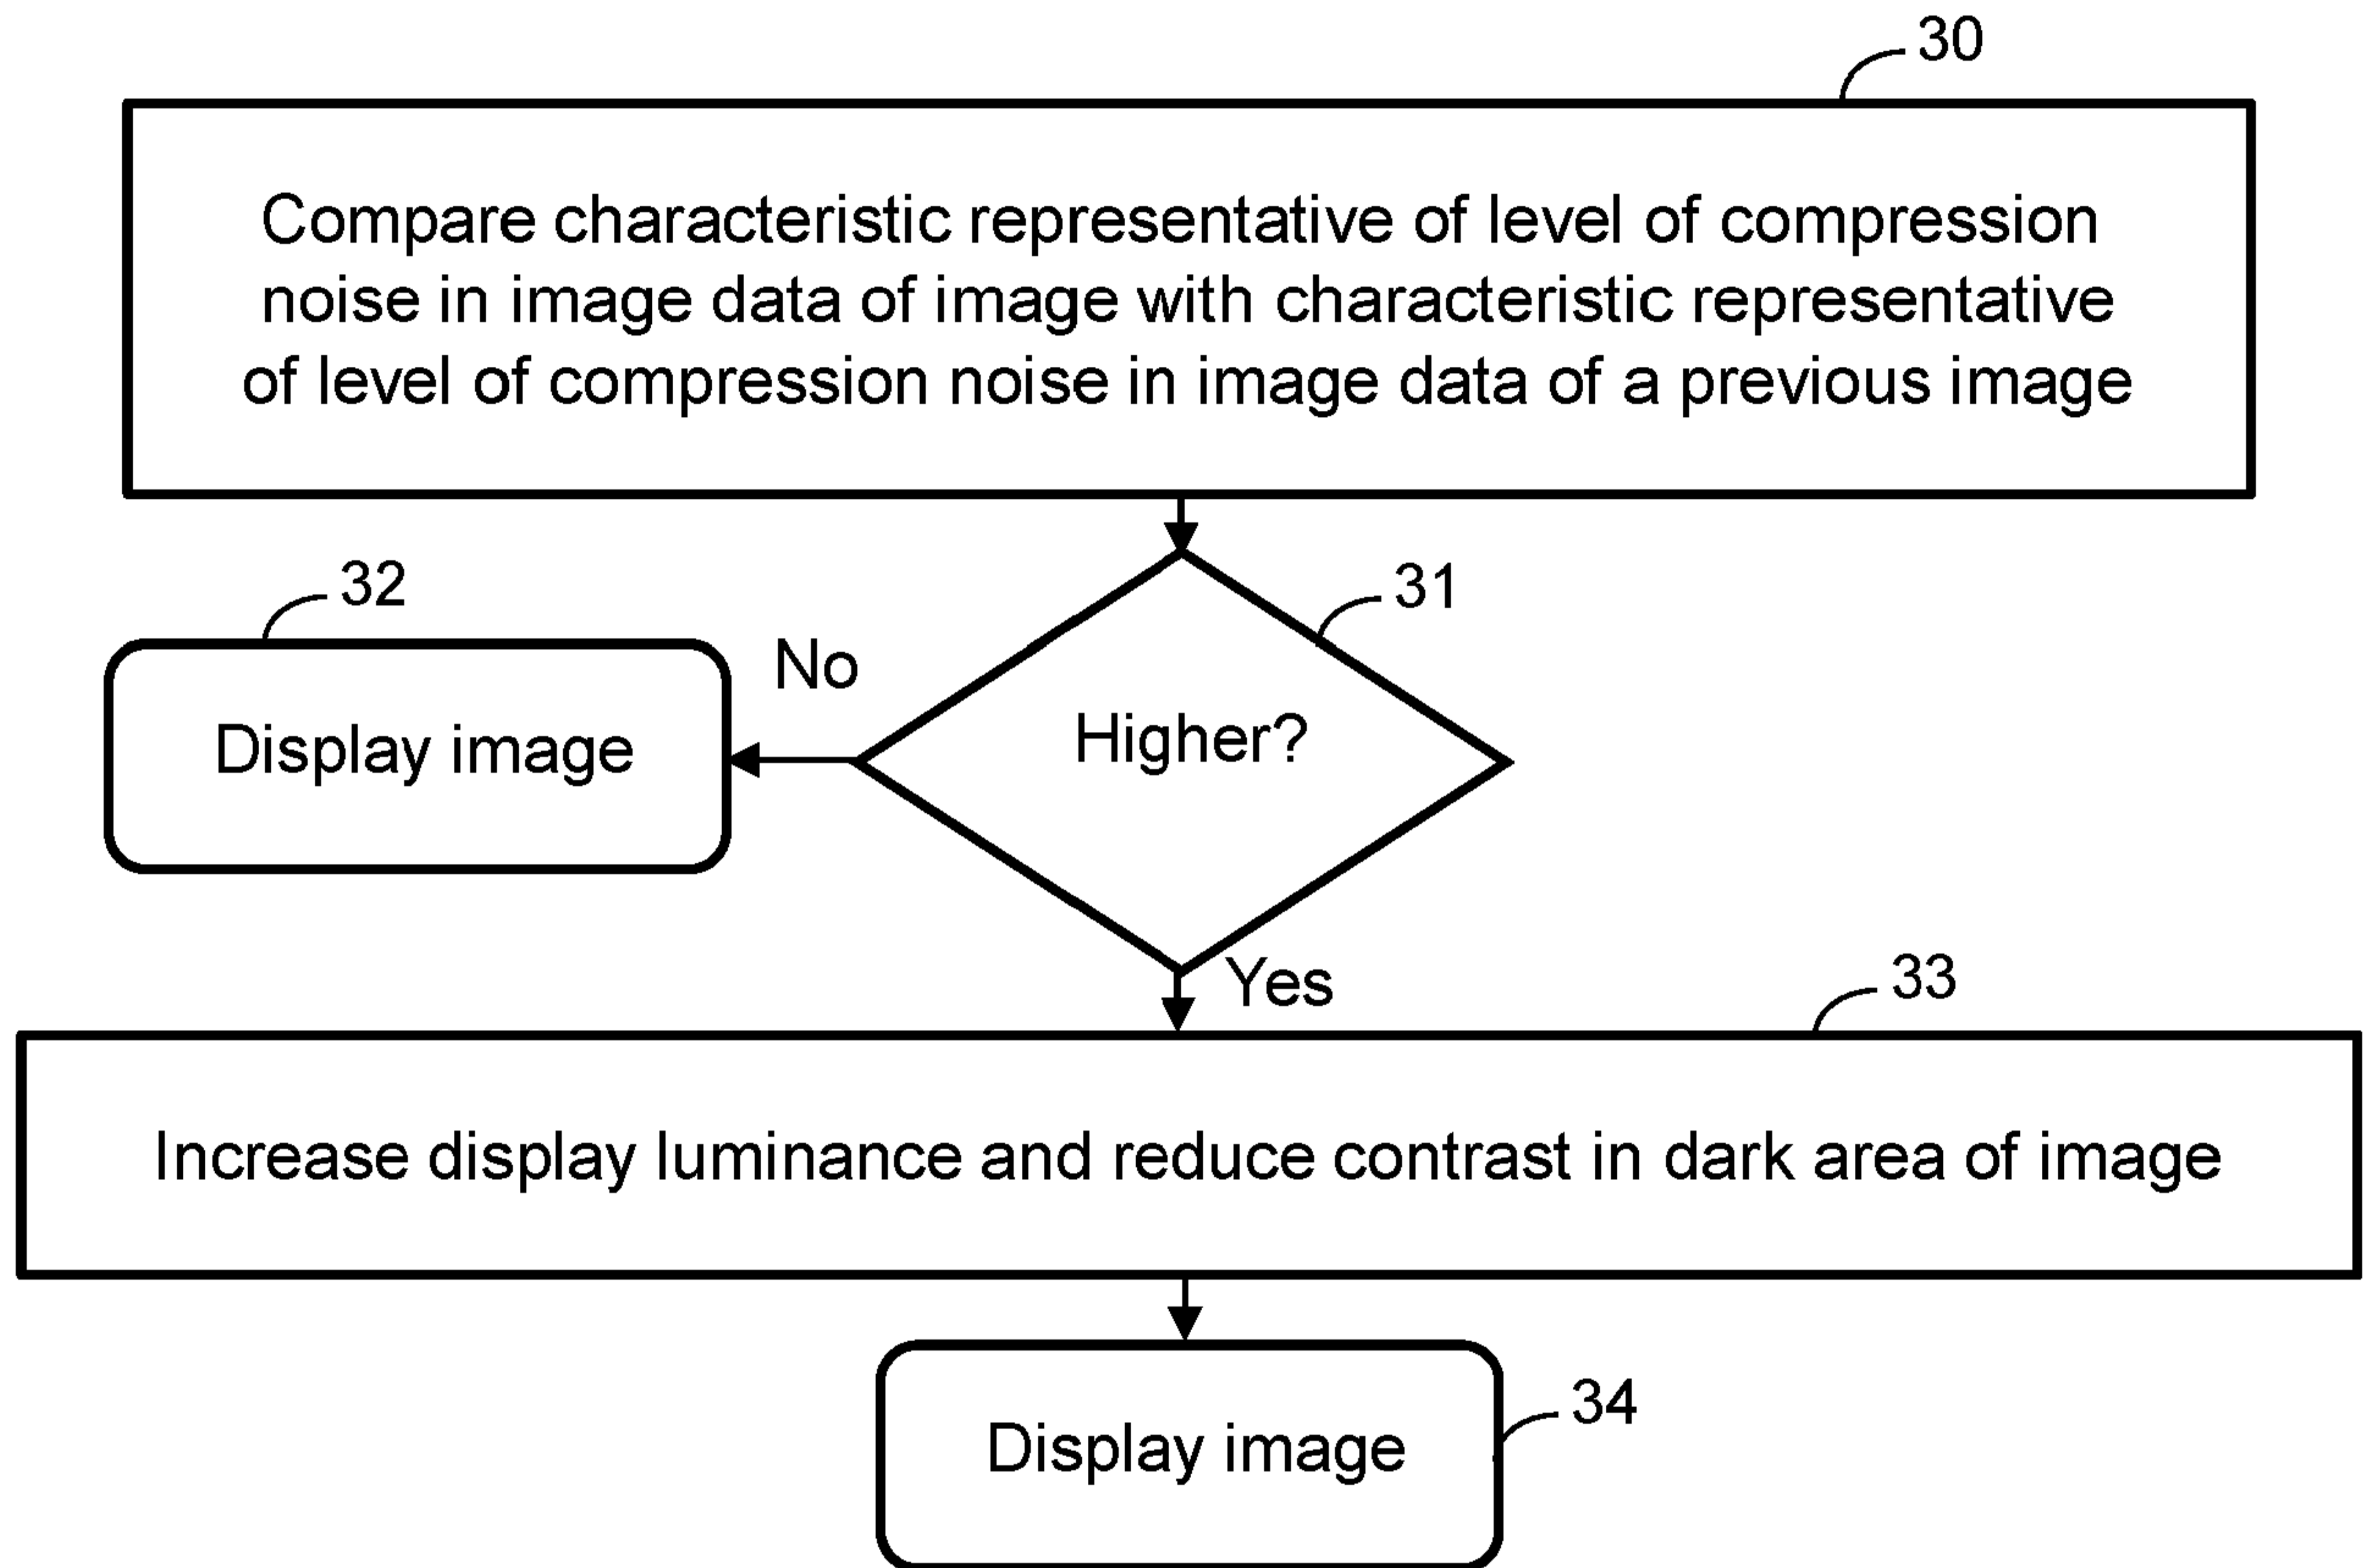 30
Compare characteristic representative of level of compression
noise in image data of image with characteristic representative
of level of compression noise in image data of a previous image
32
31
No
Higher?
Display image
Yes
33
Increase display luminance and reduce contrast in dark area of image
34
Display image